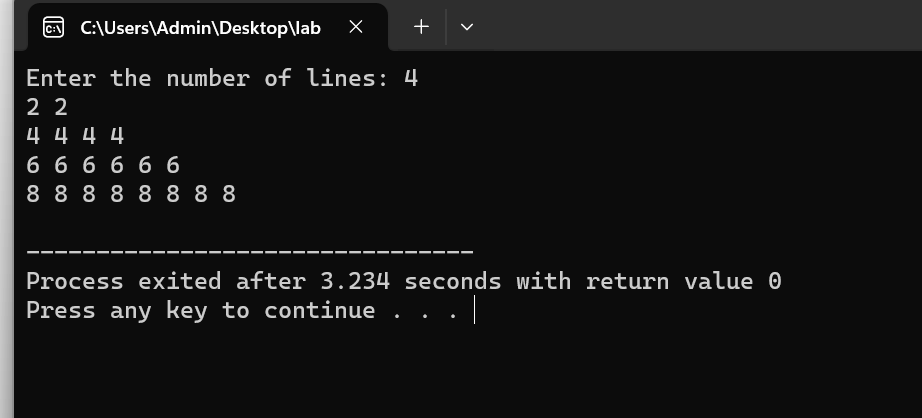 C:\Users\Admin\Desktop\lab
Enter the number of lines: 4
2 2
4 4 4 4
6 6 6 6 6 6
8 8 8 8 8 8 8 8
--------------------------------
Process exited after 3.234 seconds with return value 0
Press any key to continue . . .